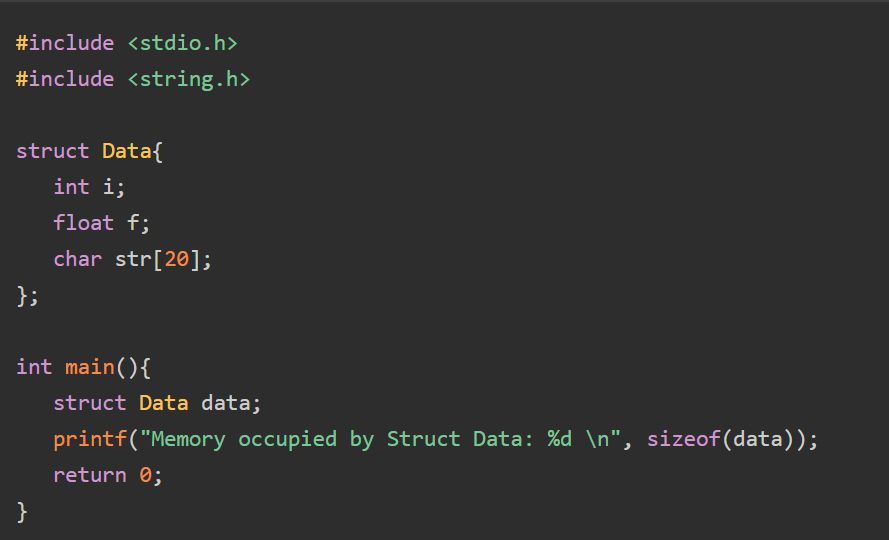 #include <stdio.h>
#include <string.h>

struct Data{
   int i;
   float f;
   char str[20];
};

int main(){
   struct Data data;
   printf("Memory occupied by Struct Data: %d \n", sizeof(data));
   return 0;
}